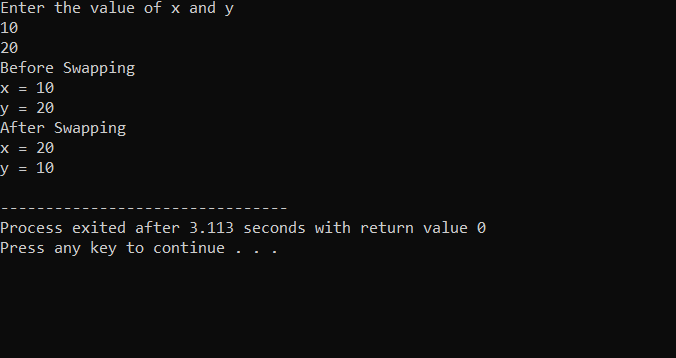 Enter the value of x and y
10
20
Before Swapping
x = 10
y = 20
After Swapping
x = 20
y = 10
--------------------------------
Process exited after 3.113 seconds with return value 0
Press any key to continue . . .